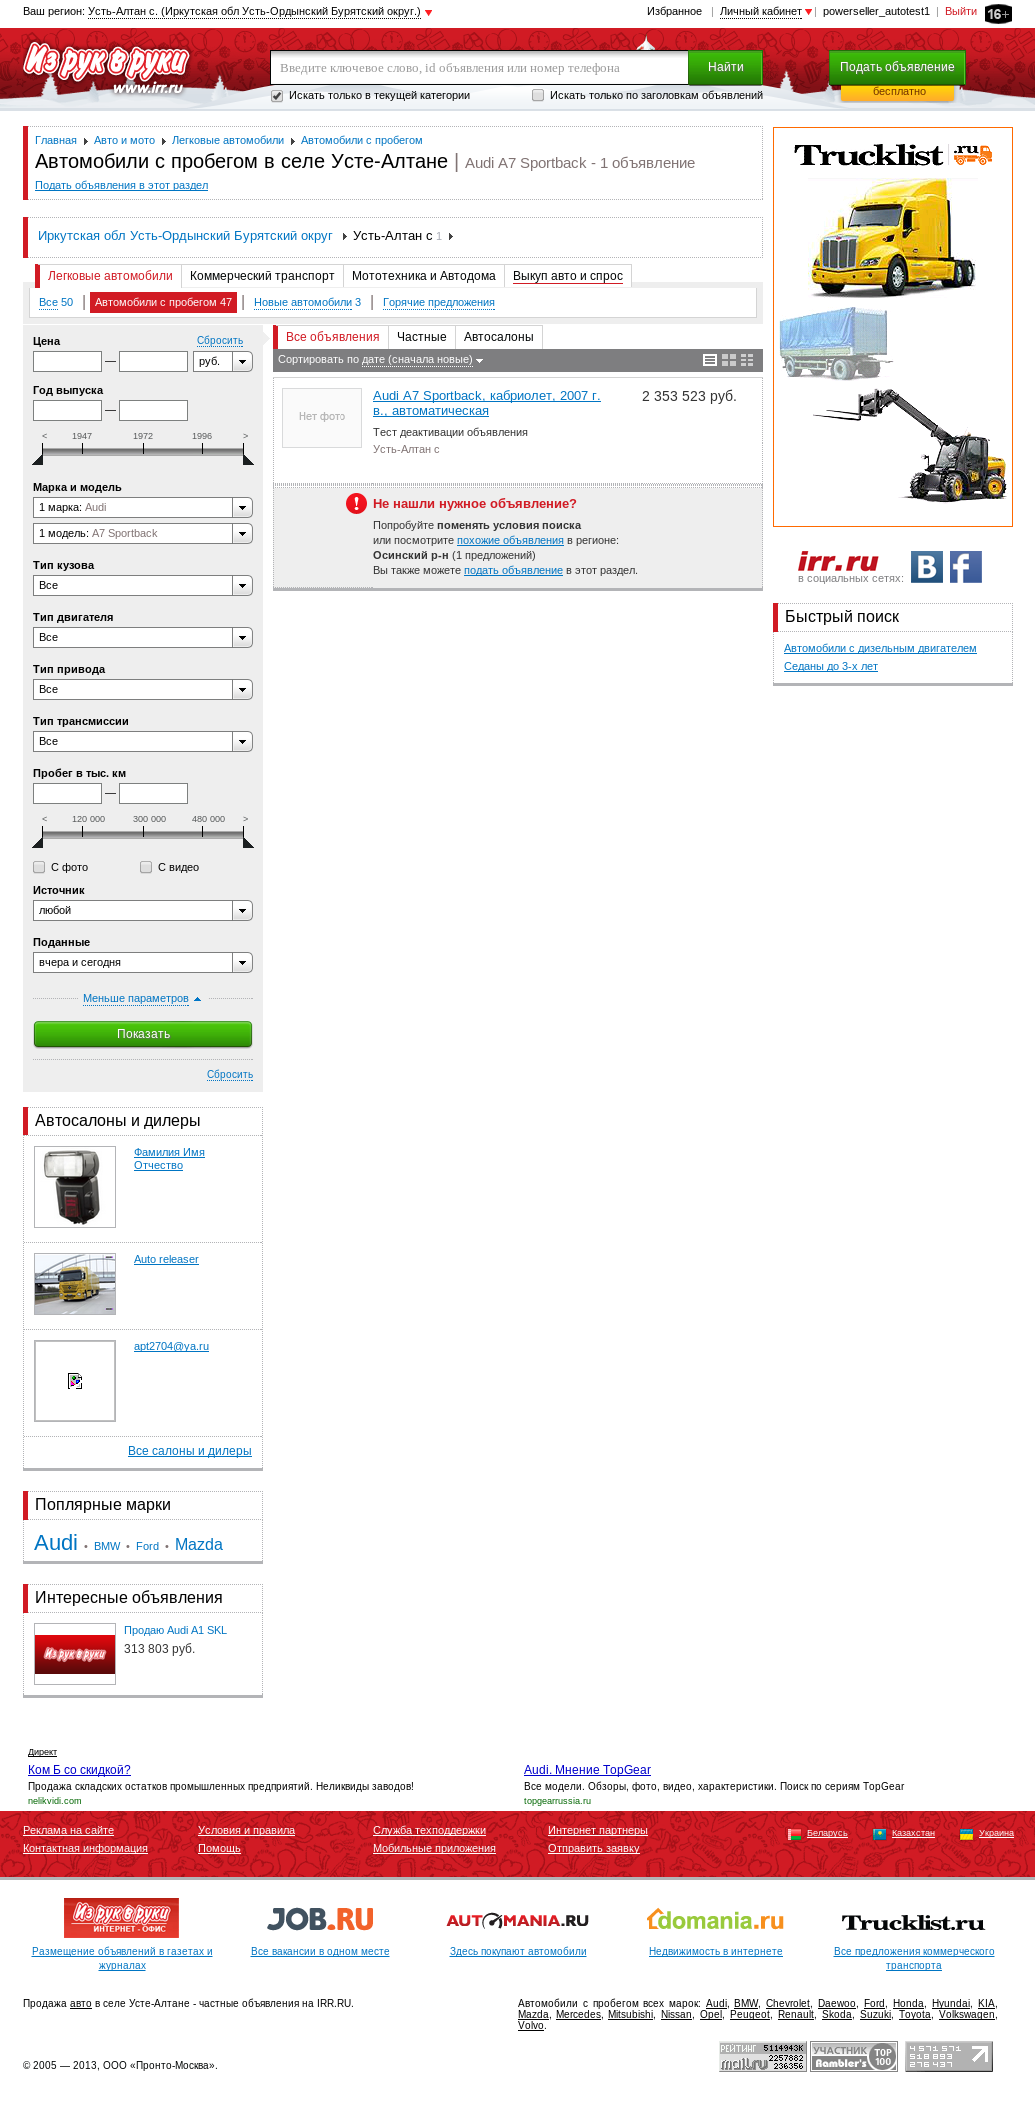 Ваш регион: Усть-Алтан с. (Иркутская обл Усть-Ордынский Бурятский округ.)
Избранное | Личный кабинет | powerseller_autotest1 | Выйти 16+
Из рук в руки
www.irr.ru
Введите ключевое слово, id объявления или номер телефона
Найти
Подать объявление
бесплатно
Искать только в текущей категории
Искать только по заголовкам объявлений
Главная Авто и мото Легковые автомобили Автомобили с пробегом
Автомобили с пробегом в селе Усте-Алтане | Audi A7 Sportback - 1 объявление
Подать объявления в этот раздел
Иркутская обл Усть-Ордынский Бурятский округ Усть-Алтан с 1
Легковые автомобили Коммерческий транспорт Мототехника и Автодома Выкуп авто и спрос
Все 50 | Автомобили с пробегом 47 | Новые автомобили 3 | Горячие предложения
Цена Сбросить
— руб.
Год выпуска
—
< 1947 1972 1996 >
Марка и модель
1 марка: Audi
1 модель: A7 Sportback
Тип кузова
Все
Тип двигателя
Все
Тип привода
Все
Тип трансмиссии
Все
Пробег в тыс. км
—
< 120 000 300 000 480 000 >
С фото С видео
Источник
любой
Поданные
вчера и сегодня
Меньше параметров
Показать
Сбросить
Все объявления Частные Автосалоны
Сортировать по дате (сначала новые)
Нет фото
Audi A7 Sportback, кабриолет, 2007 г.
в., автоматическая
2 353 523 руб.
Тест деактивации объявления
Усть-Алтан с
Не нашли нужное объявление?
Попробуйте поменять условия поиска
или посмотрите похожие объявления в регионе:
Осинский р-н (1 предложений)
Вы также можете подать объявление в этот раздел.
Trucklist.ru
irr.ru
в социальных сетях:
Быстрый поиск
Автомобили с дизельным двигателем
Седаны до 3-х лет
Автосалоны и дилеры
Фамилия Имя
Отчество
Auto releaser
apt2704@ya.ru
Все салоны и дилеры
Поплярные марки
Audi • BMW • Ford • Mazda
Интересные объявления
Из рук в руки
Продаю Audi A1 SKL
313 803 руб.
Директ
Ком Б со скидкой?
Продажа складских остатков промышленных предприятий. Неликвиды заводов!
nelikvidi.com
Audi. Мнение TopGear
Все модели. Обзоры, фото, видео, характеристики. Поиск по сериям TopGear
topgearrussia.ru
Реклама на сайте Условия и правила Служба техподдержки Интернет партнеры
Беларусь Казахстан Украина
Контактная информация Помощь Мобильные приложения Отправить заявку
Из рук в руки
ИНТЕРНЕТ - ОФИС
JOB.RU
AUTOMANIA.RU
domania.ru
Trucklist.ru
Размещение объявлений в газетах и
журналах
Все вакансии в одном месте
Здесь покупают автомобили
Недвижимость в интернете
Все предложения коммерческого
транспорта
Продажа авто в селе Усте-Алтане - частные объявления на IRR.RU.
Автомобили с пробегом всех марок: Audi, BMW, Chevrolet, Daewoo, Ford, Honda, Hyundai, KIA,
Mazda, Mercedes, Mitsubishi, Nissan, Opel, Peugeot, Renault, Skoda, Suzuki, Toyota, Volkswagen,
Volvo.
© 2005 — 2013, ООО «Пронто-Москва».
РЕЙТИНГ 5114943K
mail.ru 2257882
236356
УЧАСТНИК
Rambler's
TOP
100
4571571
518893
276437